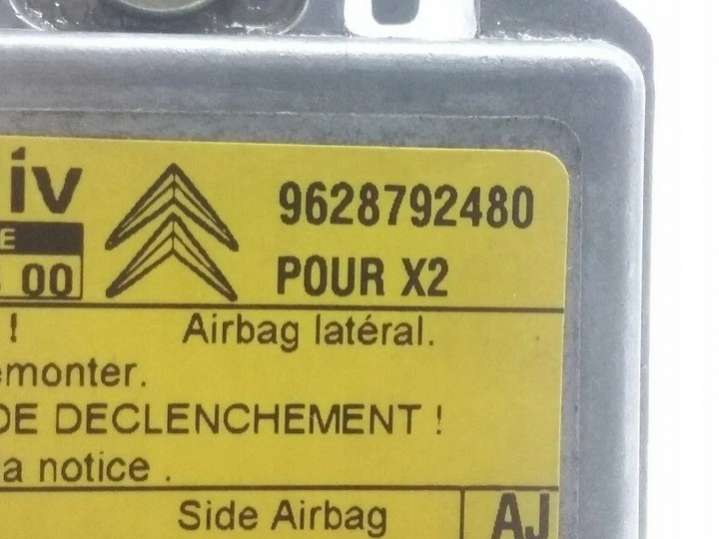 iv 9628792480
E
00 POUR X2
! Airbag latéral.
emonter.
DE DECLENCHEMENT !
a notice .
Side Airbag AJ